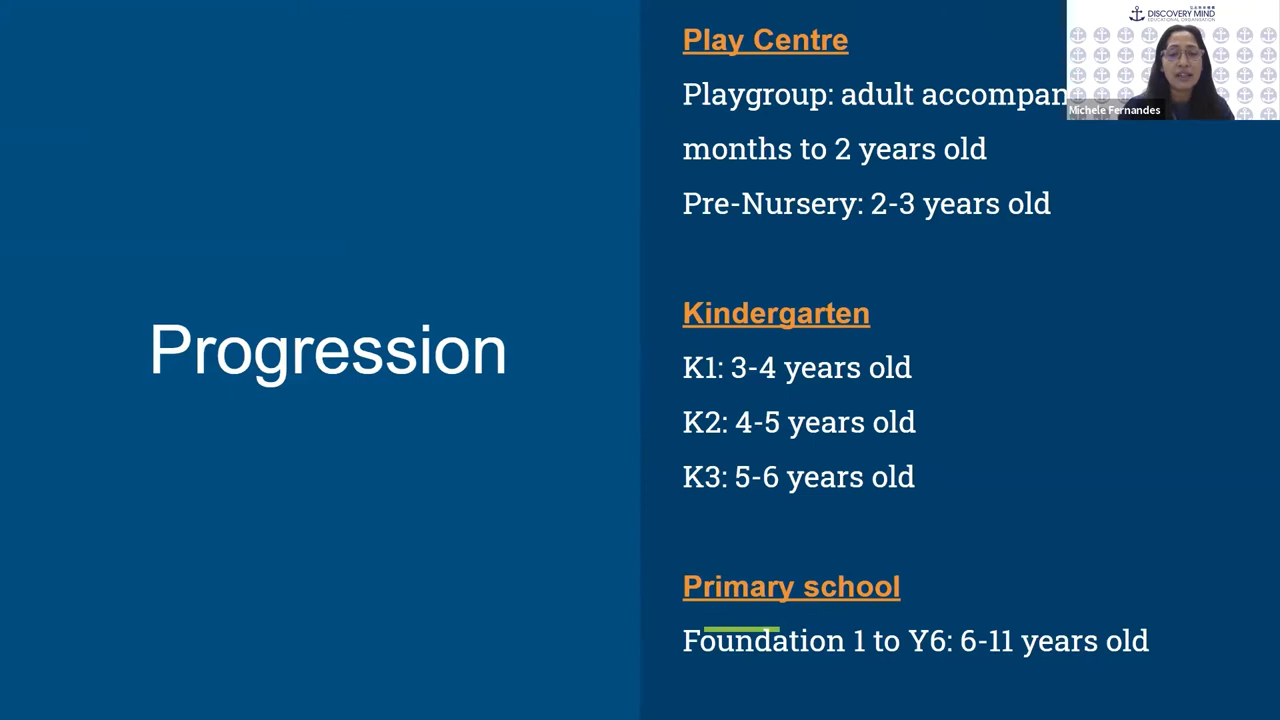 Progression
Play Centre
Playgroup: adult accompan
months to 2 years old
Pre-Nursery: 2-3 years old
Kindergarten
K1: 3-4 years old
K2: 4-5 years old
K3: 5-6 years old
Primary school
Foundation 1 to Y6: 6-11 years old
DISCOVERY MIND
EDUCATIONAL ORGANISATION
Michele Fernandes